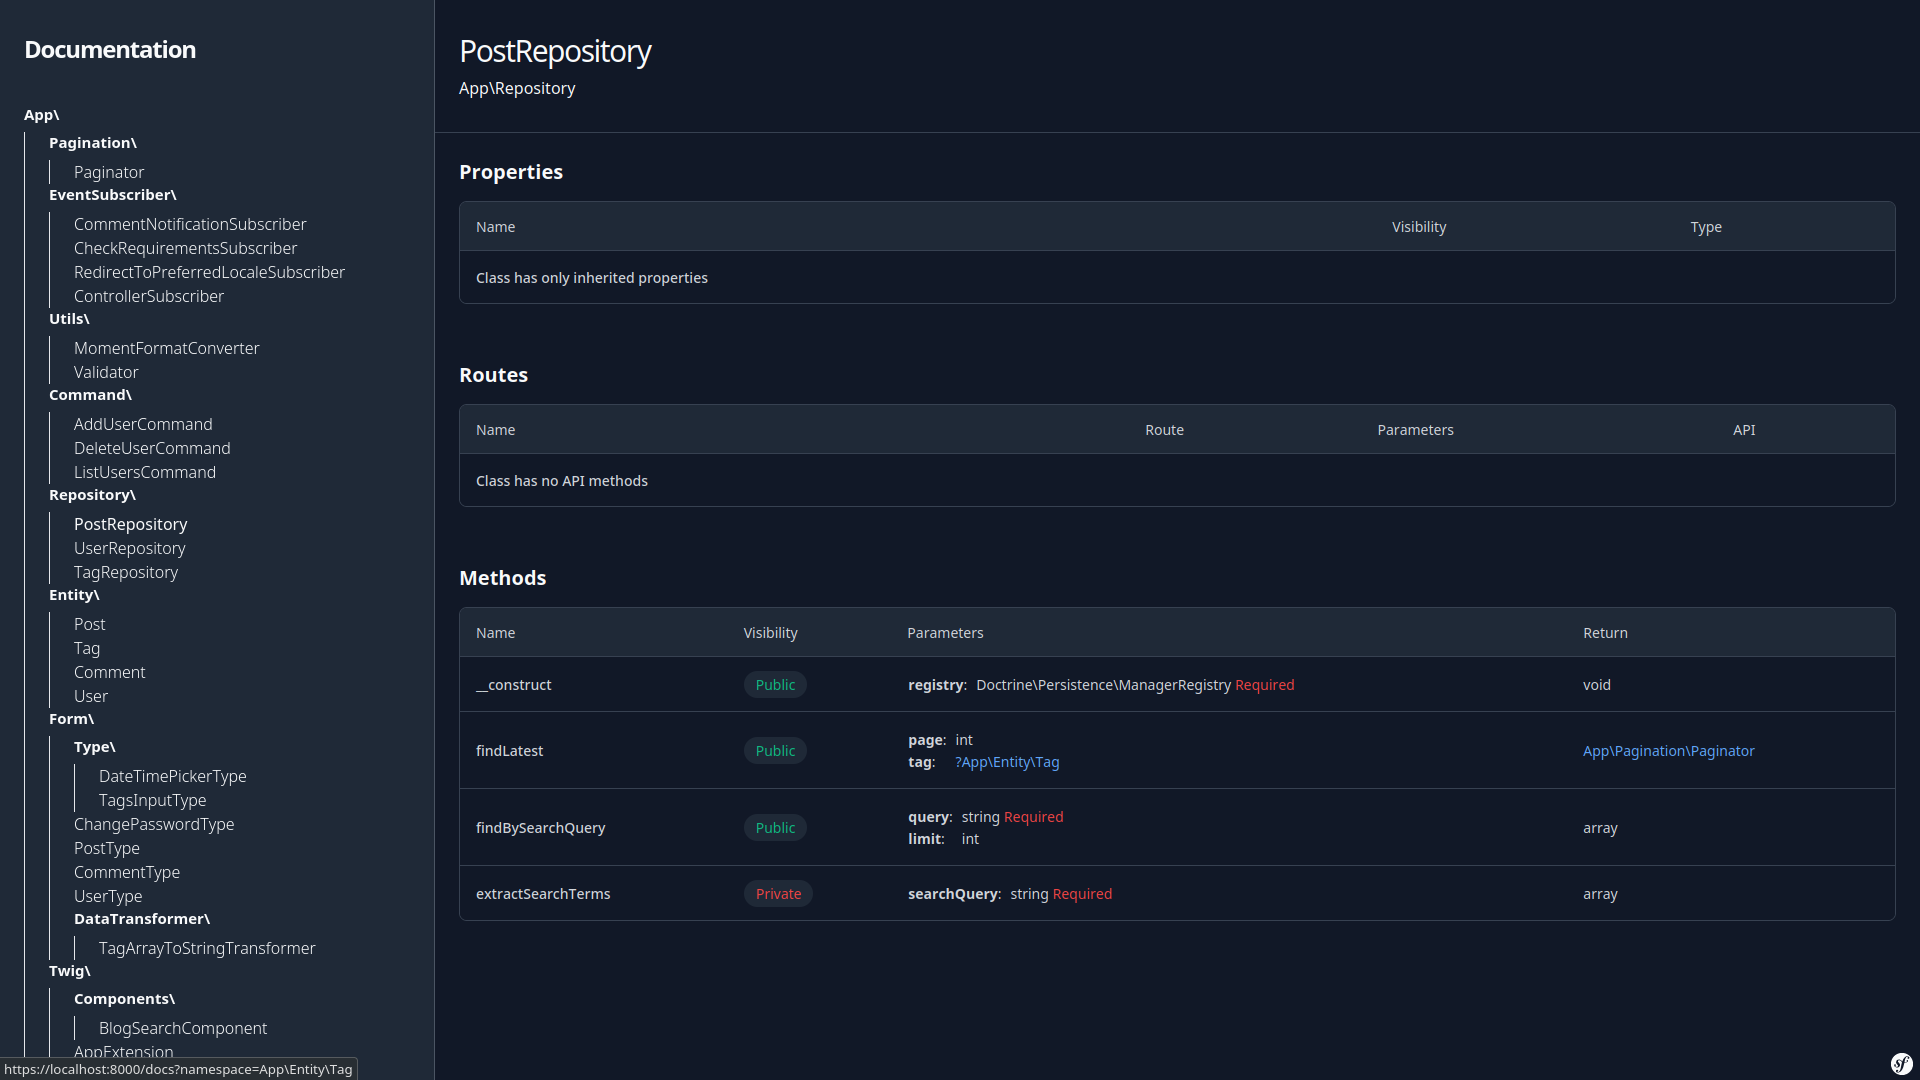 Documentation
App\
Pagination\
Paginator
EventSubscriber\
CommentNotificationSubscriber
CheckRequirementsSubscriber
RedirectToPreferredLocaleSubscriber
ControllerSubscriber
Utils\
MomentFormatConverter
Validator
Command\
AddUserCommand
DeleteUserCommand
ListUsersCommand
Repository\
PostRepository
UserRepository
TagRepository
Entity\
Post
Tag
Comment
User
Form\
Type\
DateTimePickerType
TagsInputType
ChangePasswordType
PostType
CommentType
UserType
DataTransformer\
TagArrayToStringTransformer
Twig\
Components\
BlogSearchComponent
AppExtension
https://localhost:8000/docs?namespace=App\Entity\Tag
PostRepository
App\Repository
Properties
Name Visibility Type
Class has only inherited properties
Routes
Name Route Parameters API
Class has no API methods
Methods
Name Visibility Parameters Return
__construct Public registry: Doctrine\Persistence\ManagerRegistry Required void
findLatest Public page: int
tag: ?App\Entity\Tag App\Pagination\Paginator
findBySearchQuery Public query: string Required
limit: int array
extractSearchTerms Private searchQuery: string Required array
sf